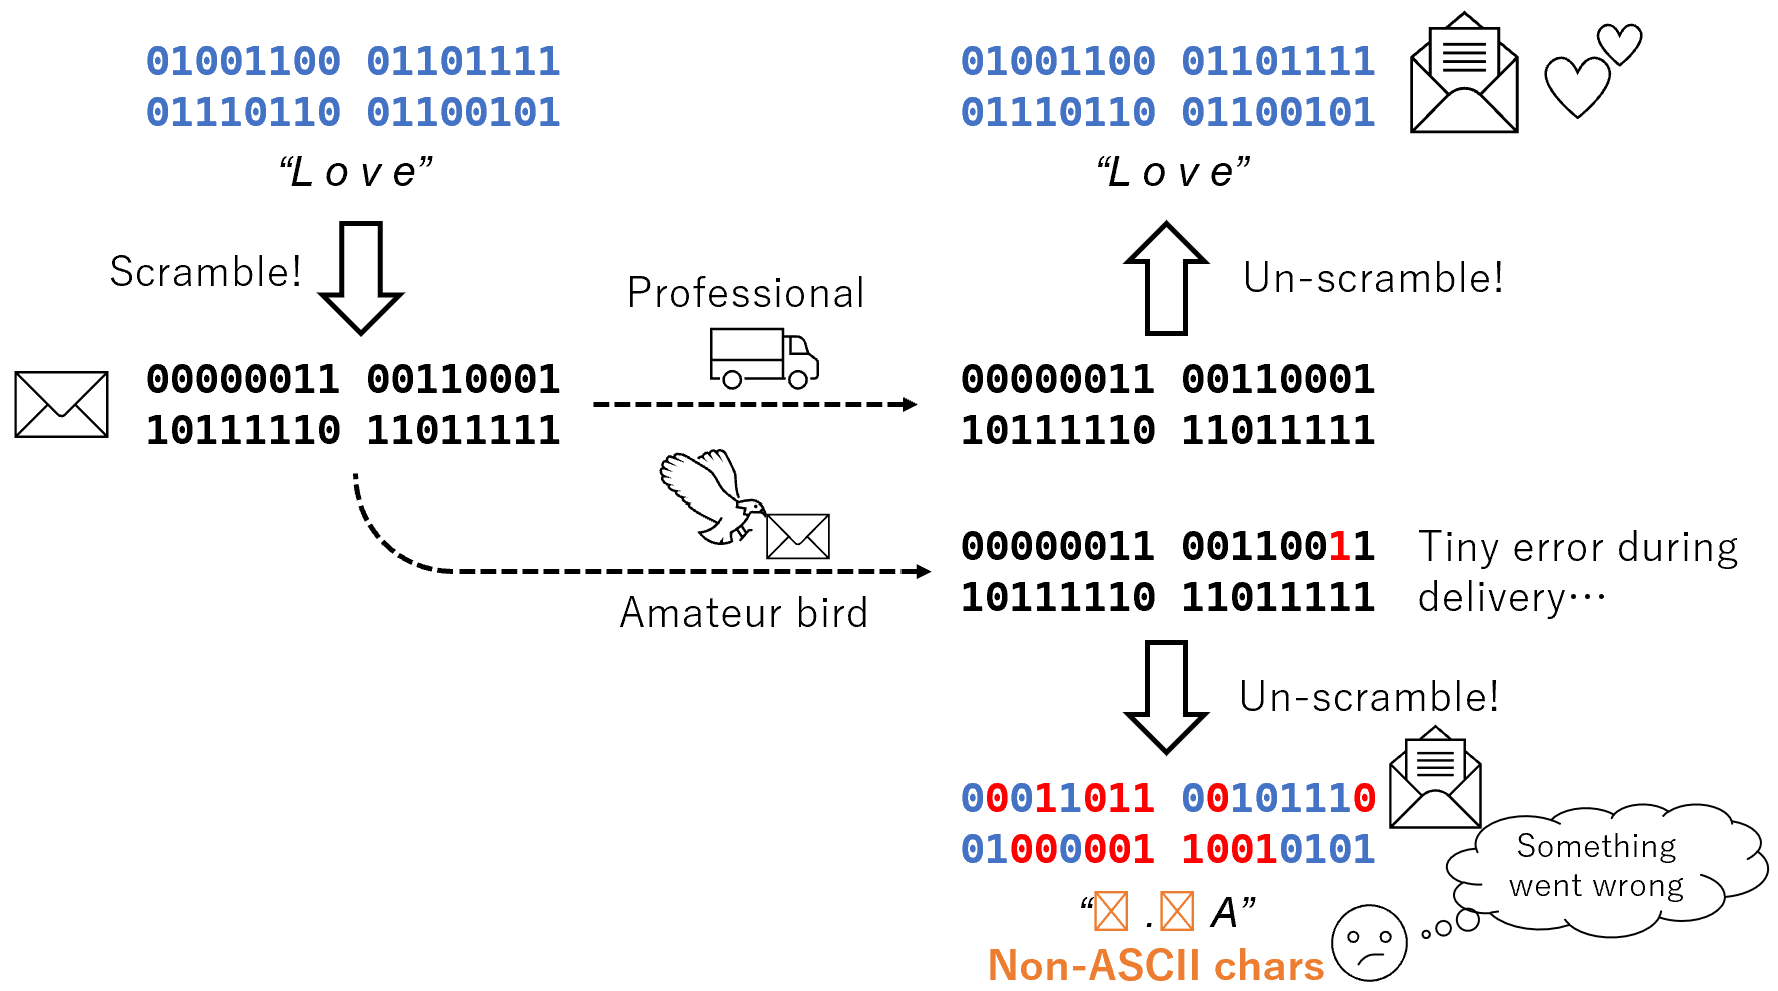 01001100 01101111
01110110 01100101
“L o v e”
Scramble!
00000011 00110001
10111110 11011111
Professional
Amateur bird
01001100 01101111
01110110 01100101
“L o v e”
Un-scramble!
00000011 00110001
10111110 11011111
00000011 00110011
10111110 11011111
Tiny error during
delivery…
Un-scramble!
00011011 00101110
01000001 10010101
“☒ .☒ A”
Non-ASCII chars
Something
went wrong